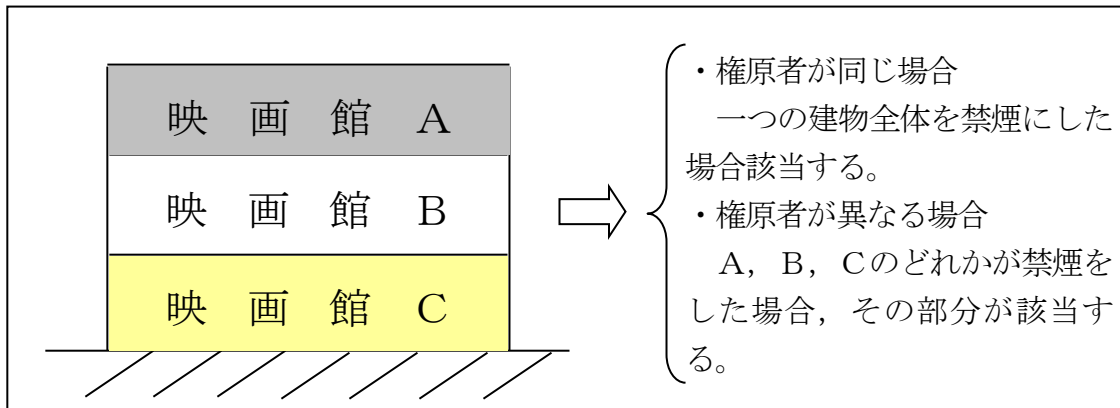 映 画 館 A
映 画 館 B
映 画 館 C
・権原者が同じ場合
　一つの建物全体を禁煙にした
場合該当する。
・権原者が異なる場合
　A，B，Cのどれかが禁煙を
した場合，その部分が該当す
る。